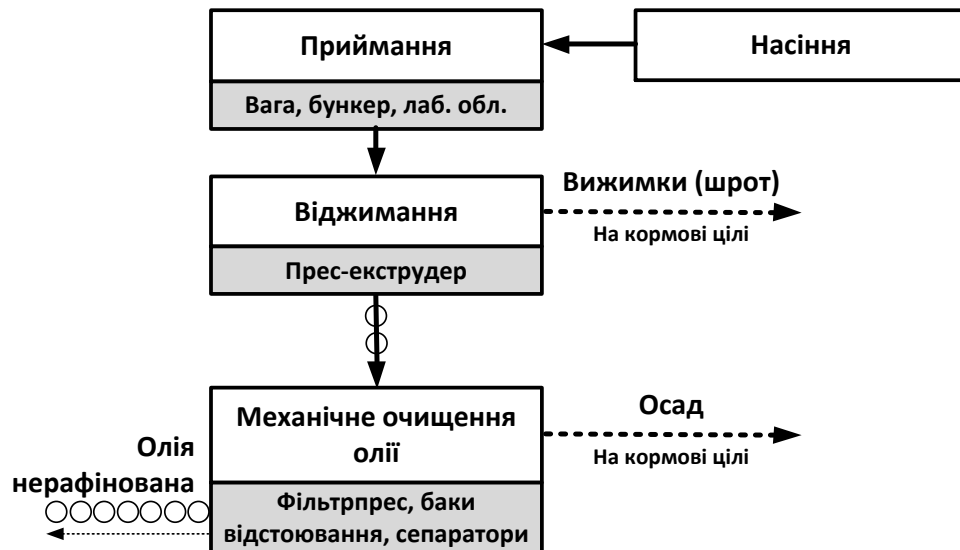 Приймання
Насіння
Вага, бункер, лаб. обл.
Віджимання
Вижимки (шрот)
На кормові цілі
Прес-екструдер
Механічне очищення
олії
Осад
На кормові цілі
Олія
нерафінована
Фільтрпрес, баки
відстоювання, сепаратори